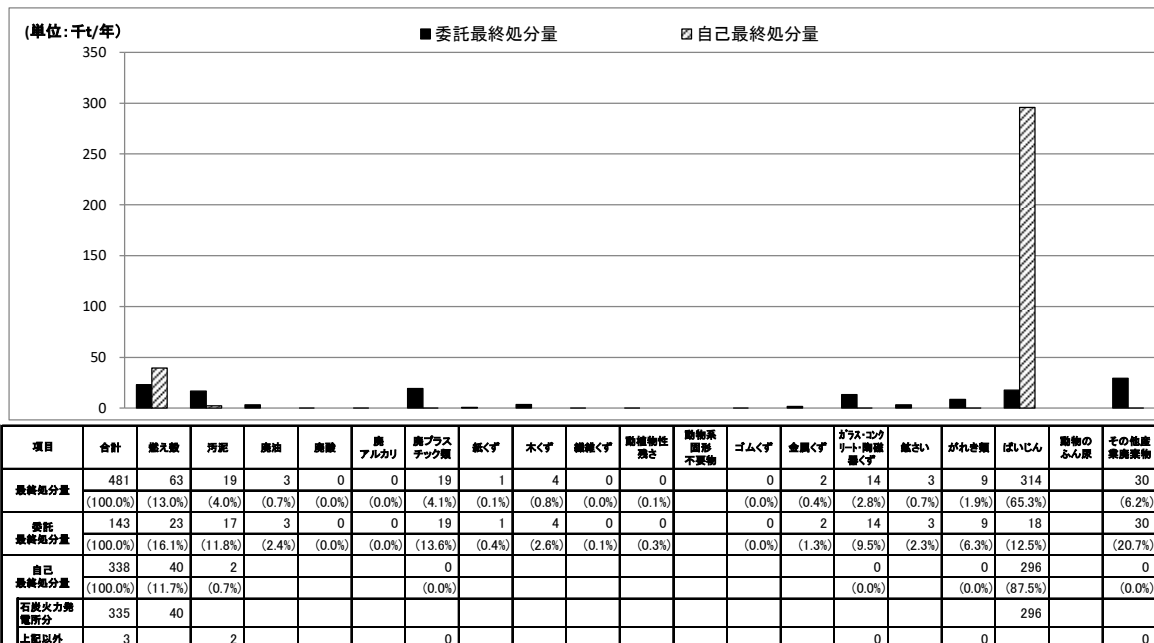 (単位:千t/年)
■委託最終処分量 自己最終処分量
350
300
250
200
150
100
50
0
項目 合計 燃え殻 汚泥 廃油 廃酸 廃アルカリ 廃プラスチック類 紙くず 木くず 繊維くず 動植物性残さ 動物系固形不要物 ゴムくず 金属くず ガラス・コンクリート・陶磁器くず 鉱さい がれき類 ばいじん 動物のふん尿 その他産業廃棄物
最終処分量 481 63 19 3 0 0 19 1 4 0 0 0 2 14 3 9 314 30
(100.0%) (13.0%) (4.0%) (0.7%) (0.0%) (0.0%) (4.1%) (0.1%) (0.8%) (0.0%) (0.1%) (0.0%) (0.4%) (2.8%) (0.7%) (1.9%) (65.3%) (6.2%)
委託最終処分量 143 23 17 3 0 0 19 1 4 0 0 0 2 14 3 9 18 30
(100.0%) (16.1%) (11.8%) (2.4%) (0.0%) (0.0%) (13.6%) (0.4%) (2.6%) (0.1%) (0.3%) (0.0%) (1.3%) (9.5%) (2.3%) (6.3%) (12.5%) (20.7%)
自己最終処分量 338 40 2 0 0 0 296 0
(100.0%) (11.7%) (0.7%) (0.0%) (0.0%) (0.0%) (87.5%) (0.0%)
石炭火力発電所分 335 40 296
上記以外 3 2 0 0 0 0